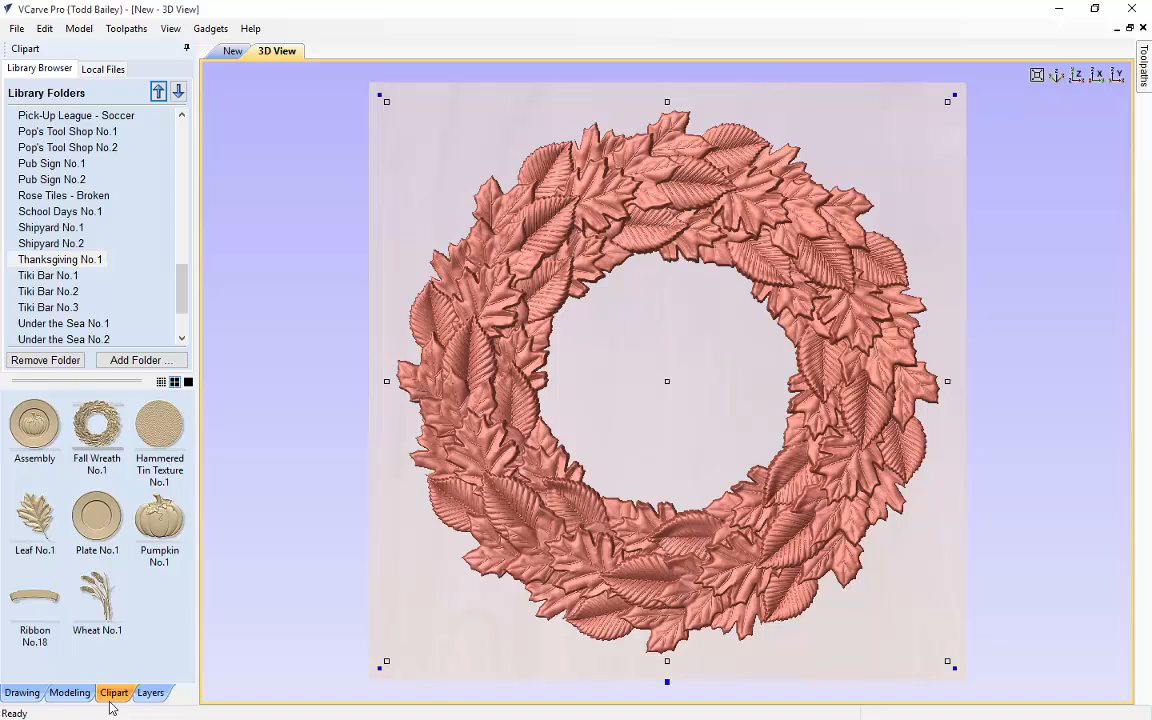 VCarve Pro {Todd Bailey} - [New - 3D View]
File Edit Model Toolpaths View Gadgets Help
Clipart
Library Browser Local Files
New 3D View
Library Folders
Pick-Up League - Soccer
Pop's Tool Shop No.1
Pop's Tool Shop No.2
Pub Sign No.1
Pub Sign No.2
Rose Tiles - Broken
School Days No.1
Shipyard No.1
Shipyard No.2
Thanksgiving No.1
Tiki Bar No.1
Tiki Bar No.2
Tiki Bar No.3
Under the Sea No.1
Under the Sea No.2
Remove Folder Add Folder ...
Assembly
Fall Wreath No.1
Hammered Tin Texture No.1
Leaf No.1
Plate No.1
Pumpkin No.1
Ribbon No.18
Wheat No.1
Drawing Modeling Clipart Layers
Ready
Z X Y
Toolpaths